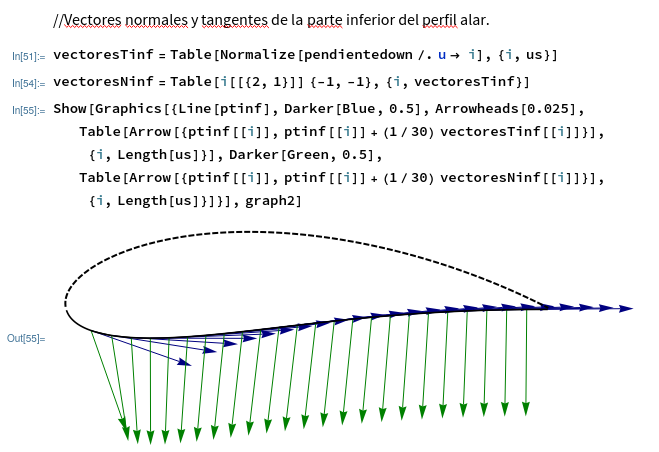 //Vectores normales y tangentes de la parte inferior del perfil alar.
In[51]:= vectoresTinf = Table[Normalize[pendientedown /. u → i], {i, us}]
In[54]:= vectoresNinf = Table[i[[{2, 1}]] {-1, -1}, {i, vectoresTinf}]
In[55]:= Show[Graphics[{Line[ptinf], Darker[Blue, 0.5], Arrowheads[0.025],
Table[Arrow[{ptinf[[i]], ptinf[[i]] + (1 / 30) vectoresTinf[[i]]}],
{i, Length[us]}], Darker[Green, 0.5],
Table[Arrow[{ptinf[[i]], ptinf[[i]] + (1 / 30) vectoresNinf[[i]]}],
{i, Length[us]}]}], graph2]
Out[55]=